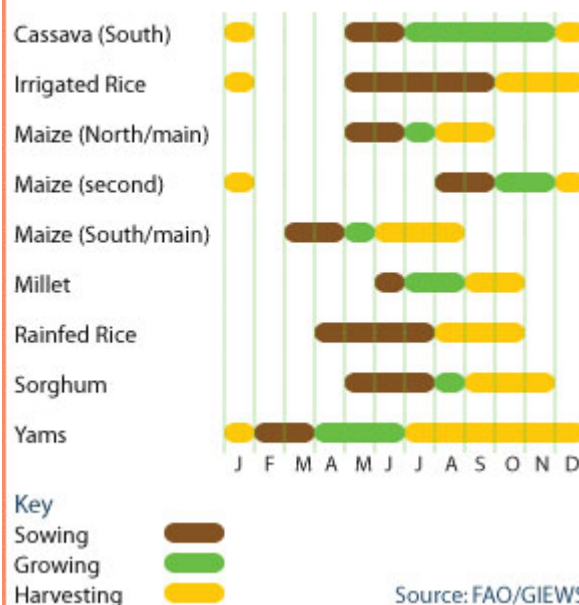 Cassava (South)
Irrigated Rice
Maize (North/main)
Maize (second)
Maize (South/main)
Millet
Rainfed Rice
Sorghum
Yams
J F M A M J J A S O N D
Key
Sowing
Growing
Harvesting
Source: FAO/GIEWS